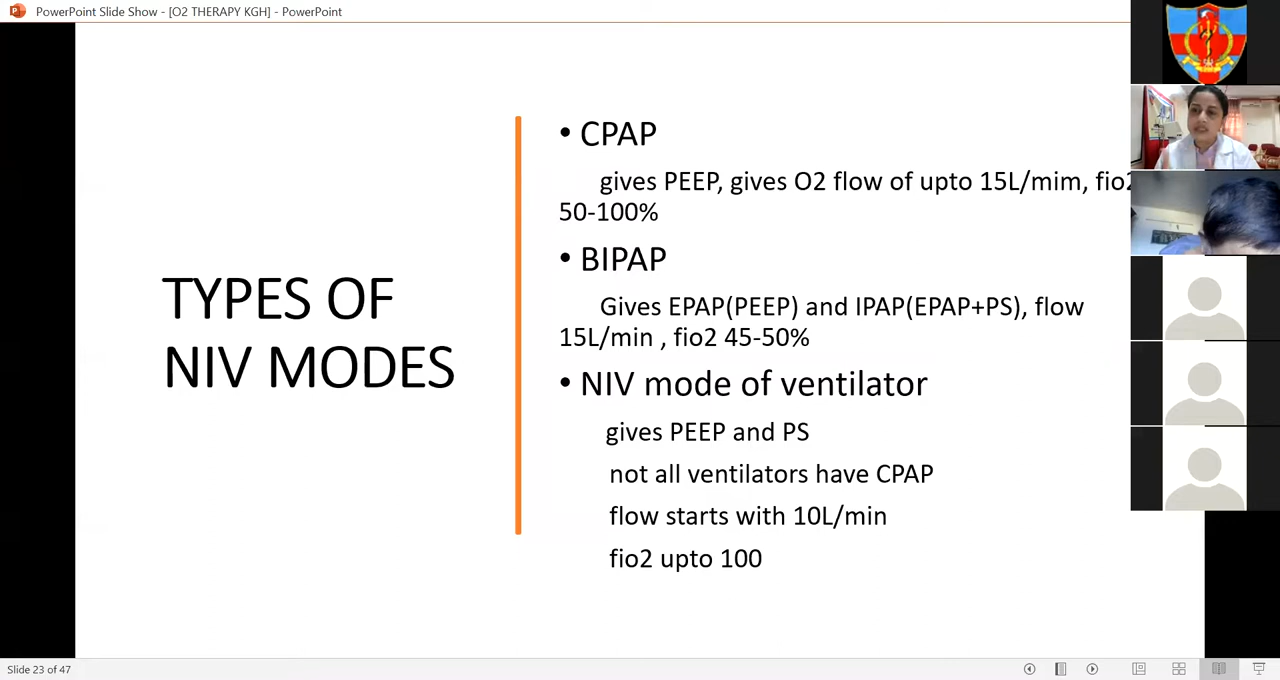 PowerPoint Slide Show - [O2 THERAPY KGH] - PowerPoint
TYPES OF
NIV MODES
• CPAP
gives PEEP, gives O2 flow of upto 15L/mim, fio2
50-100%
• BIPAP
Gives EPAP(PEEP) and IPAP(EPAP+PS), flow
15L/min , fio2 45-50%
• NIV mode of ventilator
gives PEEP and PS
not all ventilators have CPAP
flow starts with 10L/min
fio2 upto 100
Slide 23 of 47